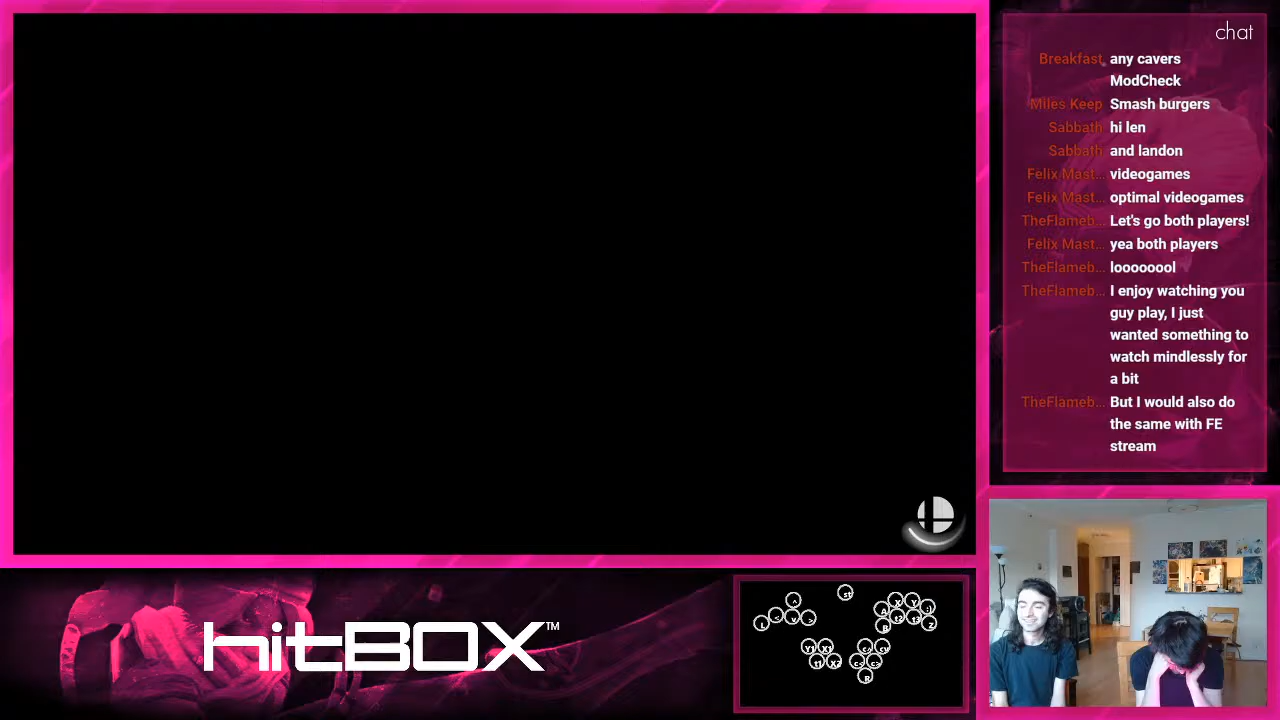 chat
Breakfast any cavers
ModCheck
Miles Keep Smash burgers
Sabbath hi len
Sabbath and landon
Felix Mast... videogames
Felix Mast... optimal videogames
TheFlameb... Let's go both players!
Felix Mast... yea both players
TheFlameb... looooool
TheFlameb... I enjoy watching you
guy play, I just
wanted something to
watch mindlessly for
a bit
TheFlameb... But I would also do
the same with FE
stream
hitBOX™
st